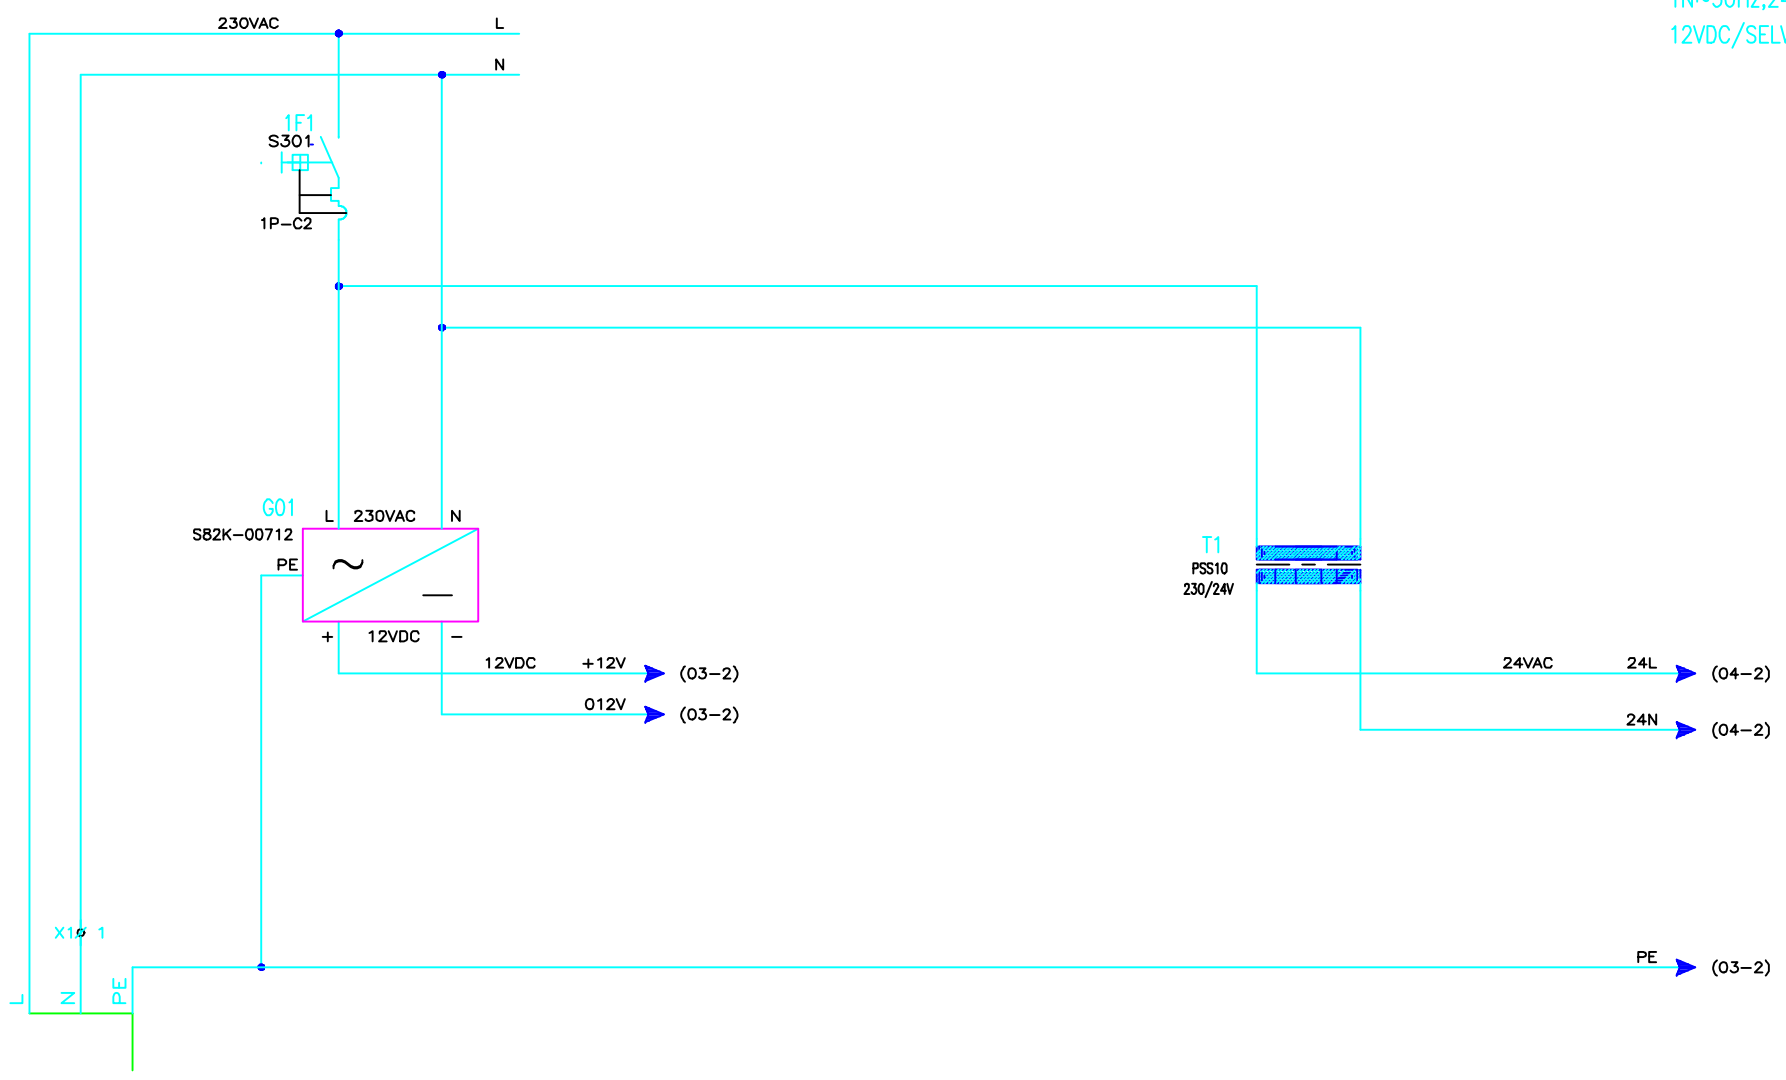 230VAC
L
12VDC/SELV
N
1F1
S301
1P-C2
G01
S82K-00712
L 230VAC N
PE
~
+ 12VDC -
12VDC +12V (03-2)
012V (03-2)
T1
PSS10
230/24V
24VAC 24L (04-2)
24N (04-2)
X1 1
PE (03-2)
L N PE